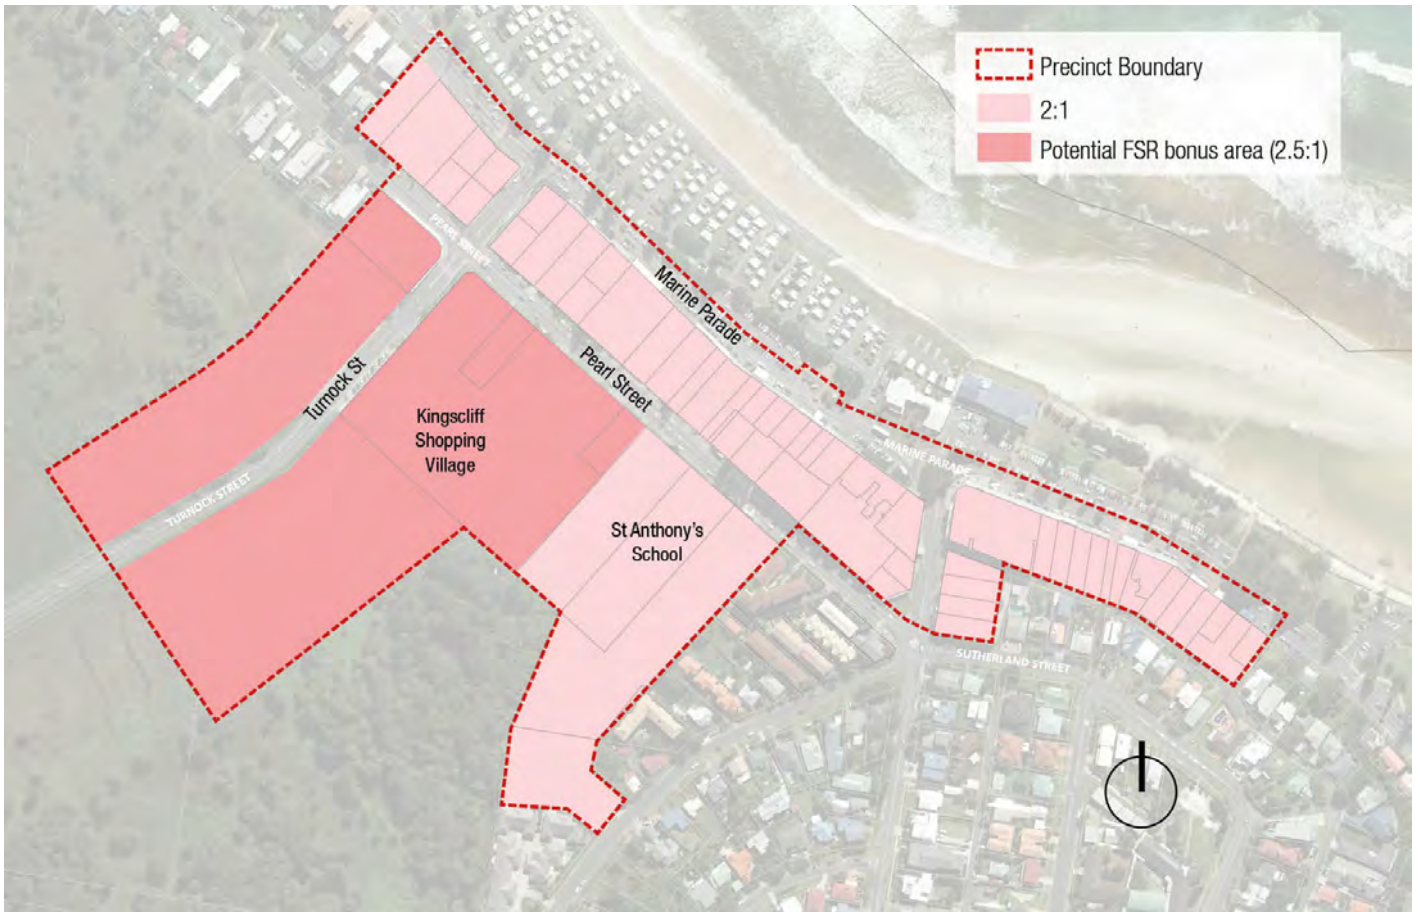 Precinct Boundary
2:1
Potential FSR bonus area (2.5:1)
PEARL STREET
Marine Parade
Pearl Street
Turnock St
Kingscliff
Shopping
Village
MARINE PARADE
TURNOCK STREET
St Anthony's
School
SUTHERLAND STREET